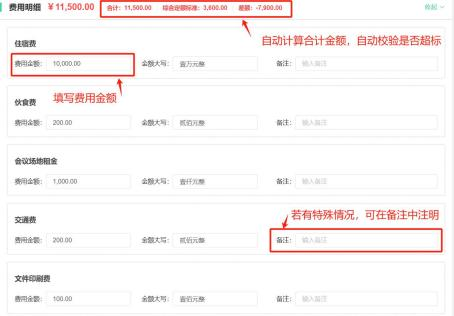 费用明细 ¥11,500.00 合计：11,500.00 综合定额标准：3,600.00 差额：-7,900.00 收起
自动计算合计金额，自动校验是否超标
住宿费
费用金额： 10,000.00 金额大写： 壹万元整 备注： 输入备注
填写费用金额
伙食费
费用金额： 200.00 金额大写： 贰佰元整 备注： 输入备注
会议场地租金
费用金额： 1,000.00 金额大写： 壹仟元整 备注： 输入备注
若有特殊情况，可在备注中注明
交通费
费用金额： 200.00 金额大写： 贰佰元整 备注： 输入备注
文件印刷费
费用金额： 100.00 金额大写： 壹佰元整 备注： 输入备注